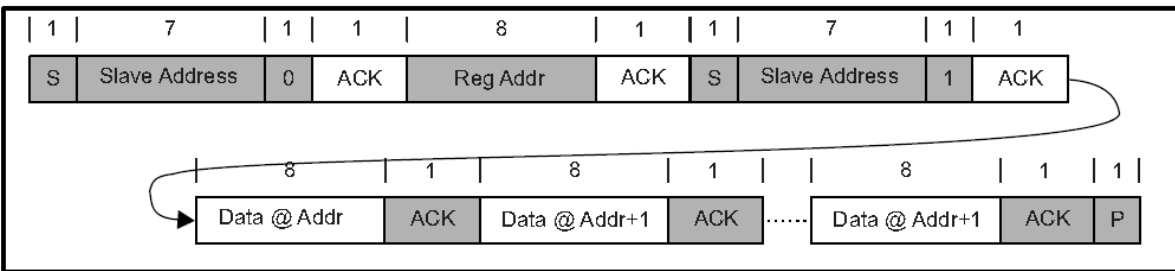 1 7 1 1 8 1 1 7 1 1
S Slave Address 0 ACK Reg Addr ACK S Slave Address 1 ACK
8 1 8 1 8 1 1
Data @ Addr ACK Data @ Addr+1 ACK ...... Data @ Addr+1 ACK P